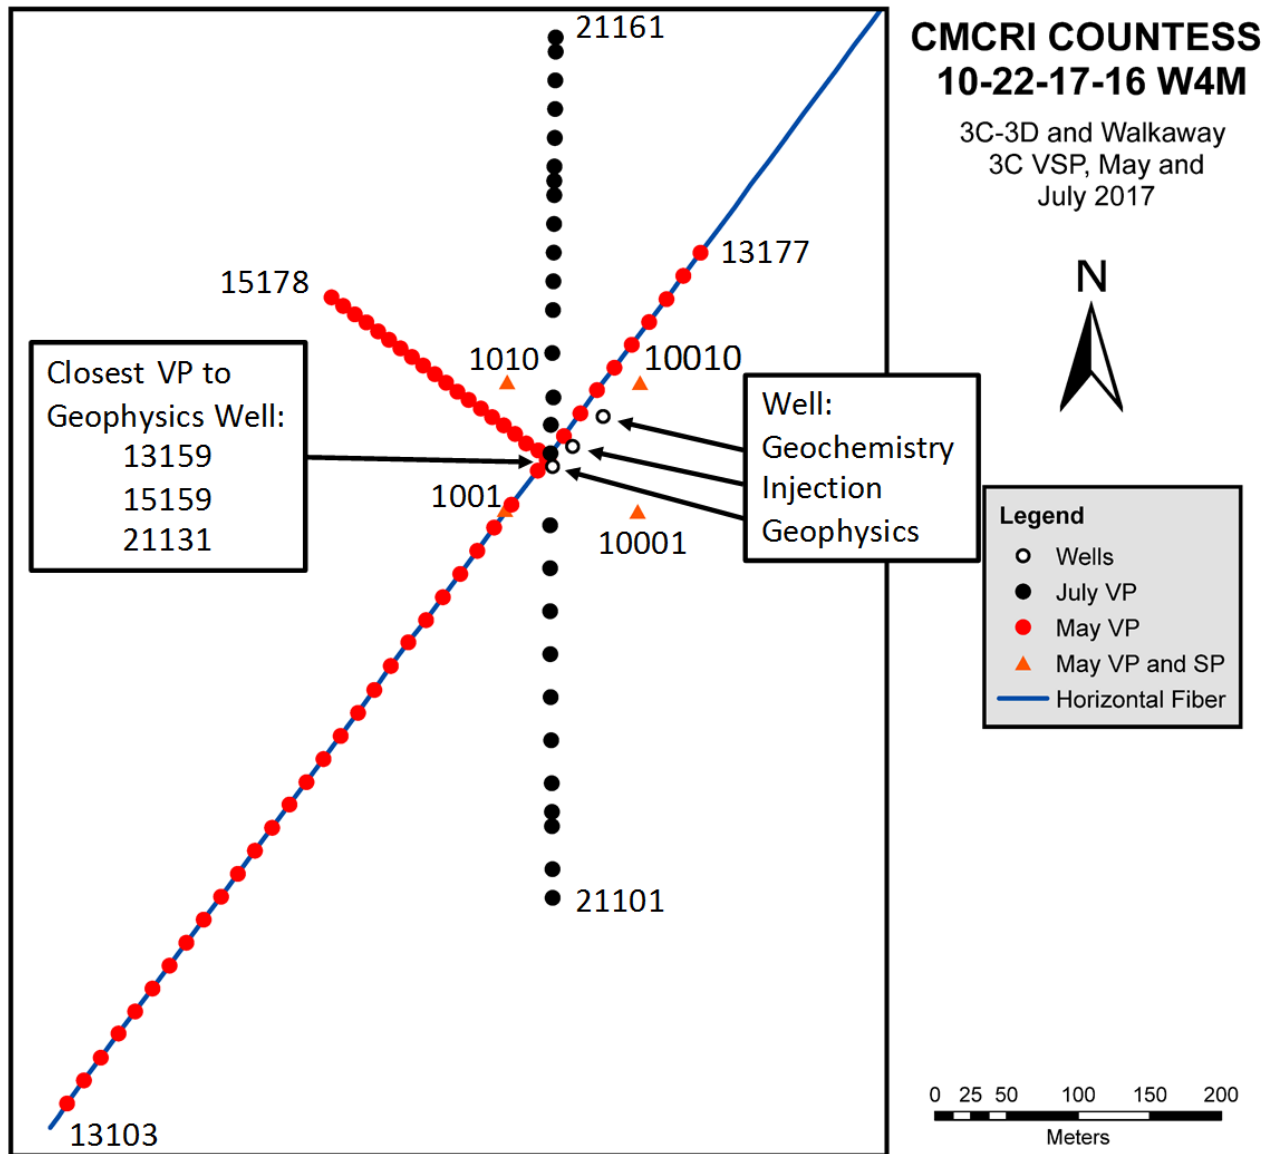 21161
CMCRI COUNTESS
10-22-17-16 W4M
3C-3D and Walkaway
3C VSP, May and
July 2017
N
13177
15178
1010
10010
Closest VP to
Geophysics Well:
13159
15159
21131
Well:
Geochemistry
Injection
Geophysics
1001
10001
Legend
Wells
July VP
May VP
May VP and SP
Horizontal Fiber
21101
13103
0 25 50 100 150 200
Meters